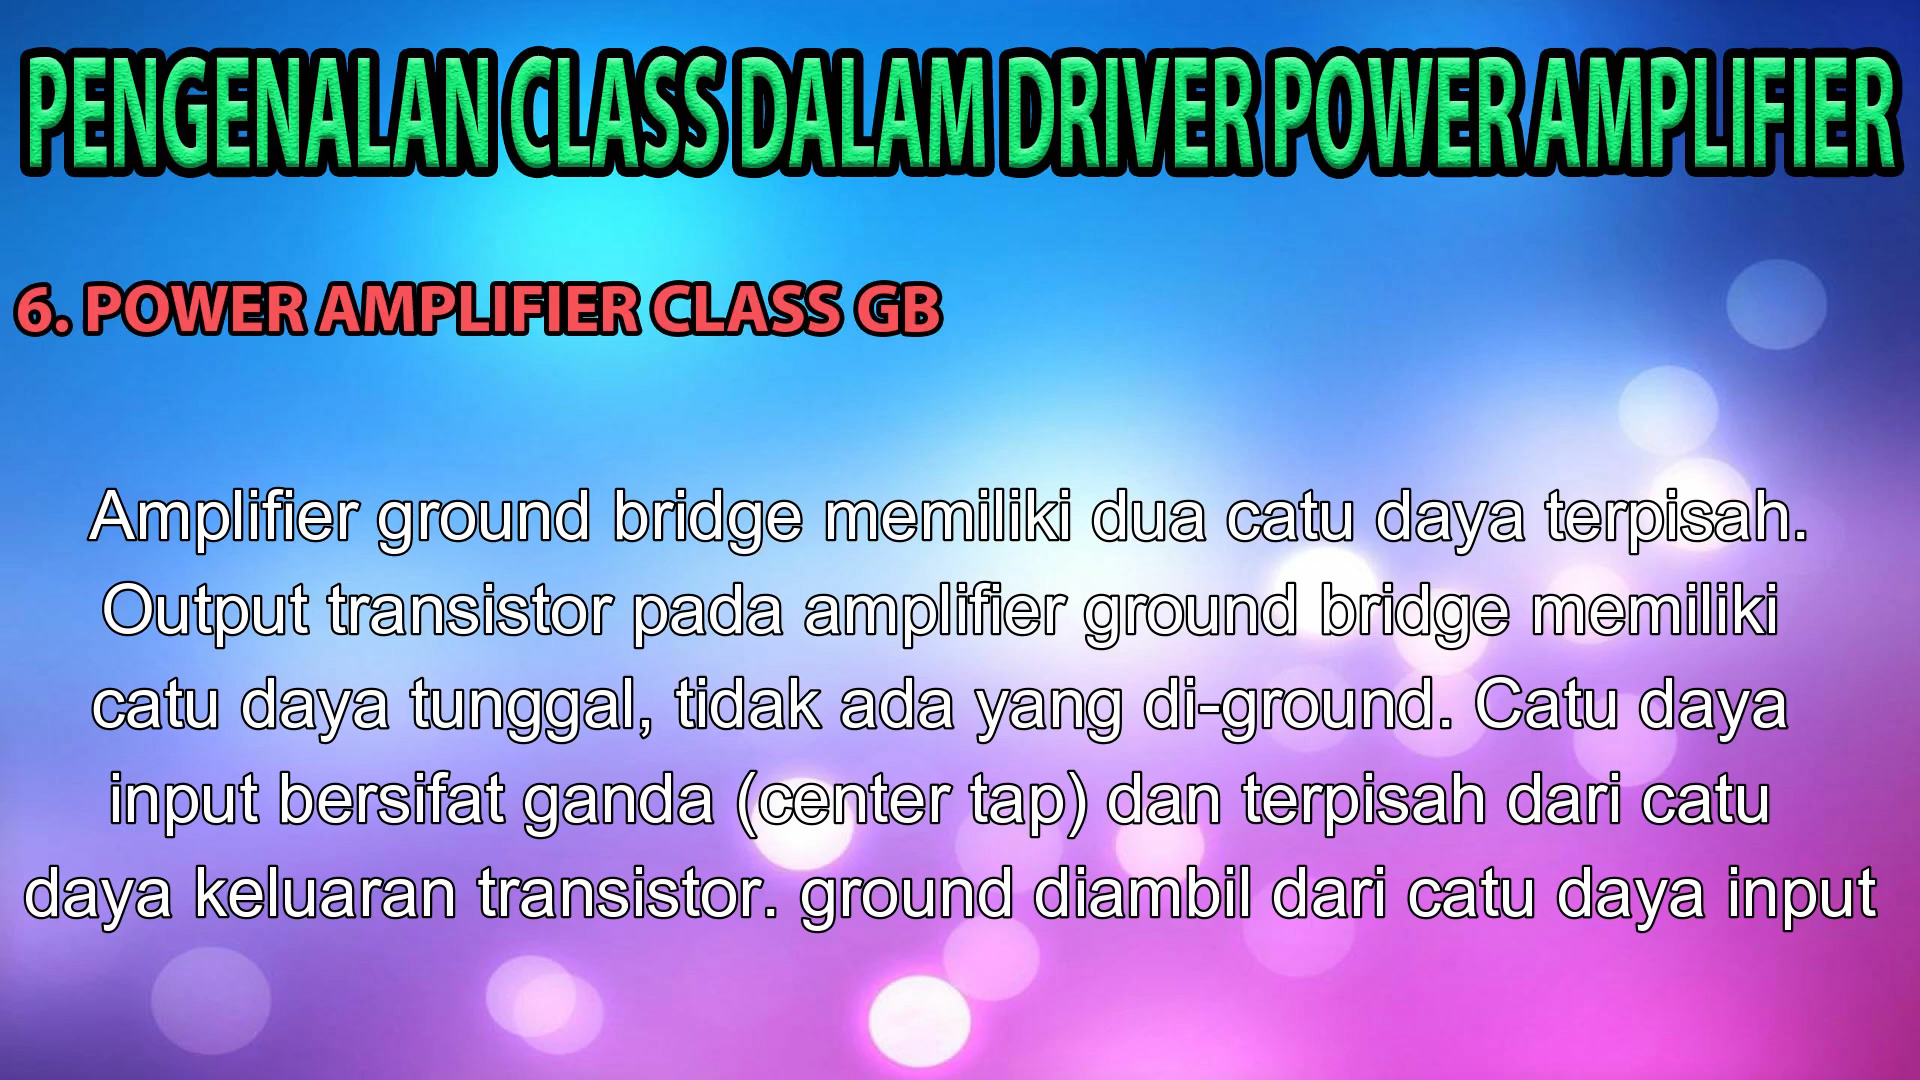 PENGENALAN CLASS DALAM DRIVER POWER AMPLIFIER
6. POWER AMPLIFIER CLASS GB
Amplifier ground bridge memiliki dua catu daya terpisah.
Output transistor pada amplifier ground bridge memiliki
catu daya tunggal, tidak ada yang di-ground. Catu daya
input bersifat ganda (center tap) dan terpisah dari catu
daya keluaran transistor. ground diambil dari catu daya input